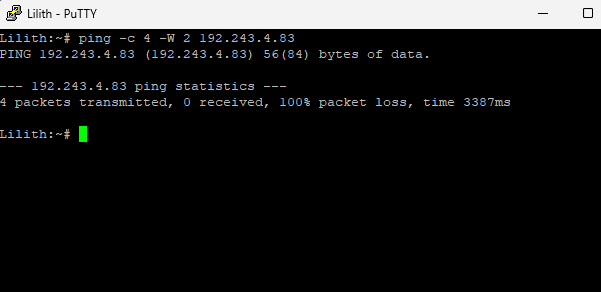 Lilith - PuTTY
Lilith:~# ping -c 4 -W 2 192.243.4.83
PING 192.243.4.83 (192.243.4.83) 56(84) bytes of data.
--- 192.243.4.83 ping statistics ---
4 packets transmitted, 0 received, 100% packet loss, time 3387ms
Lilith:~#